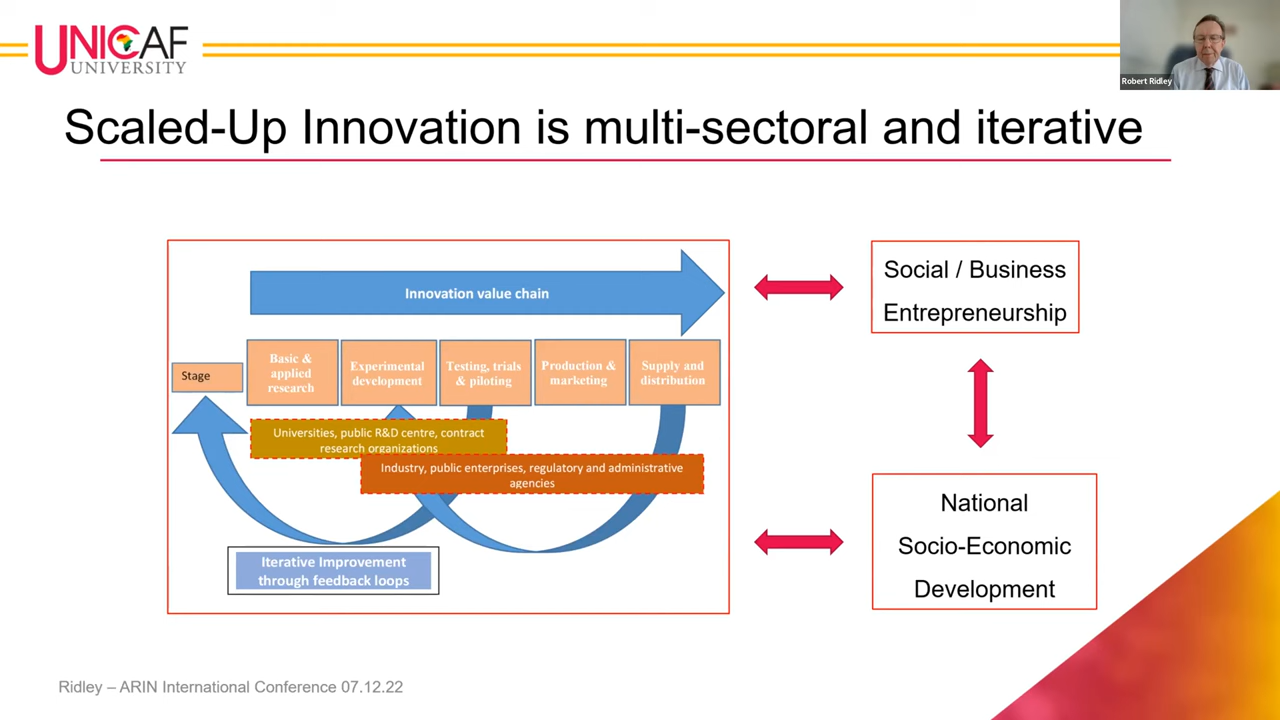 UNICAF
UNIVERSITY
Robert Ridley
Scaled-Up Innovation is multi-sectoral and iterative
Innovation value chain
Stage
Basic &
applied
research
Experimental
development
Testing, trials
& piloting
Production &
marketing
Supply and
distribution
Universities, public R&D centre, contract
research organizations
Industry, public enterprises, regulatory and administrative
agencies
Iterative Improvement
through feedback loops
Social / Business
Entrepreneurship
National
Socio-Economic
Development
Ridley – ARIN International Conference 07.12.22